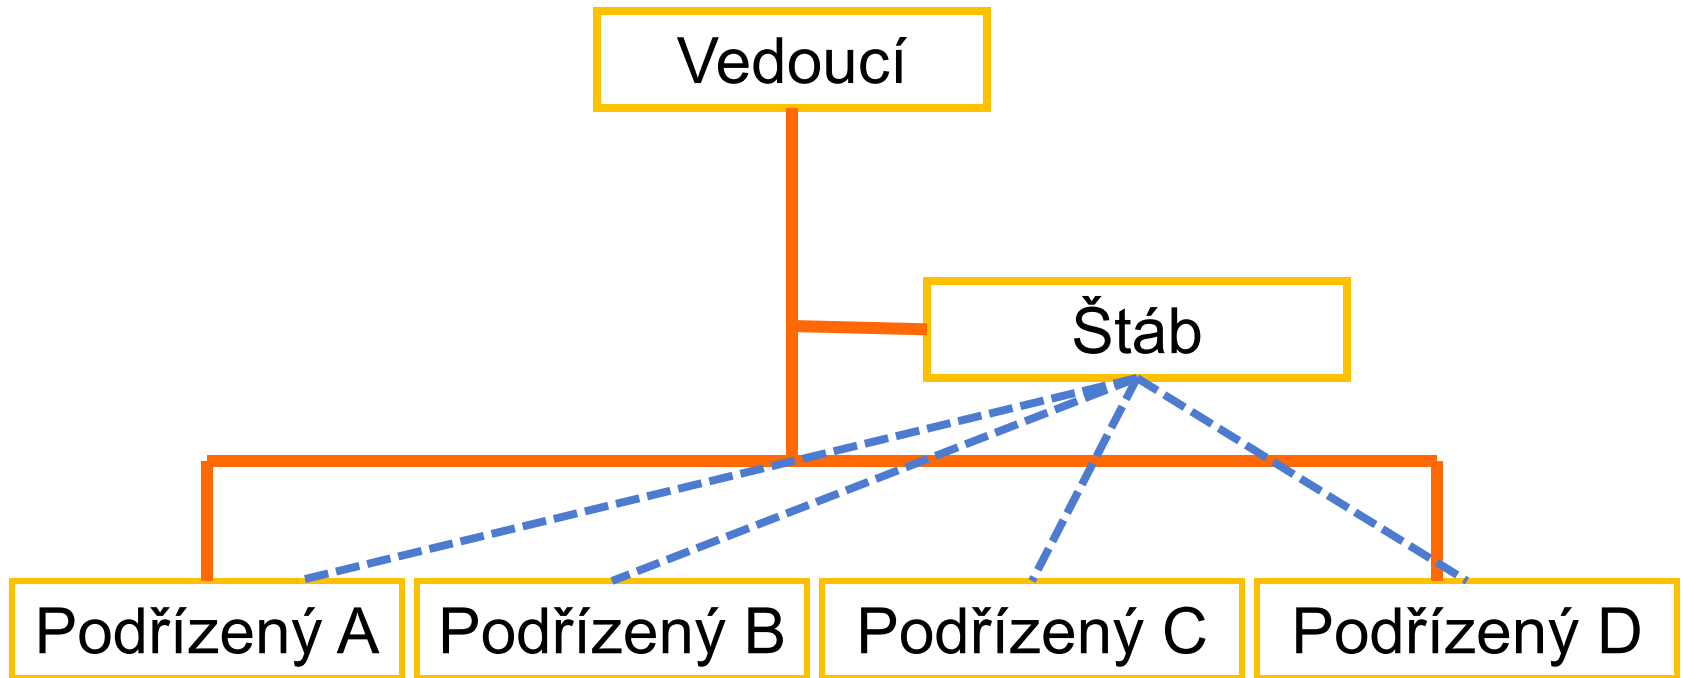 Vedoucí
Štáb
Podřízený A
Podřízený B
Podřízený C
Podřízený D